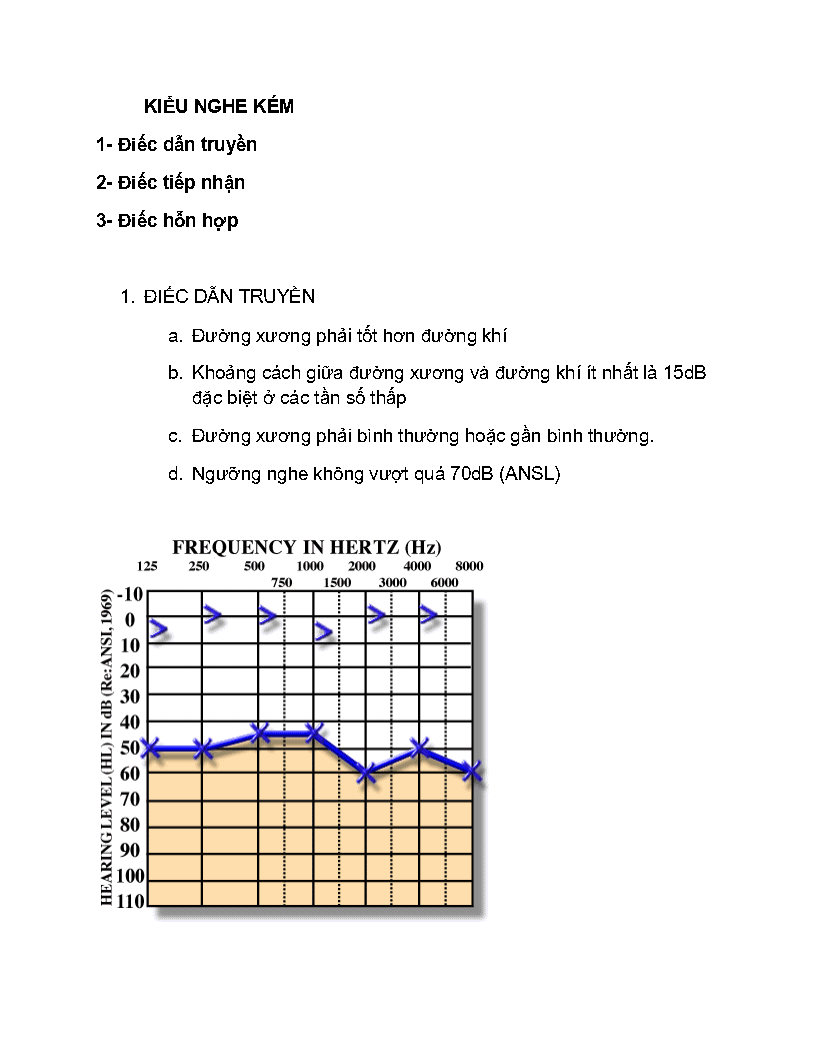 KIỂU NGHE KÉM
1- Điếc dẫn truyền
2- Điếc tiếp nhận
3- Điếc hỗn hợp
1. ĐIẾC DẪN TRUYỀN
a. Đường xương phải tốt hơn đường khí
b. Khoảng cách giữa đường xương và đường khí ít nhất là 15dB
đặc biệt ở các tần số thấp
c. Đường xương phải bình thường hoặc gần bình thường.
d. Ngưỡng nghe không vượt quá 70dB (ANSL)
FREQUENCY IN HERTZ (Hz)
125 250 500 1000 2000 4000 8000
750 1500 3000 6000
HEARING LEVEL (HL) IN dB (Re:ANSI, 1969)
-10
0
10
20
30
40
50
60
70
80
90
100
110